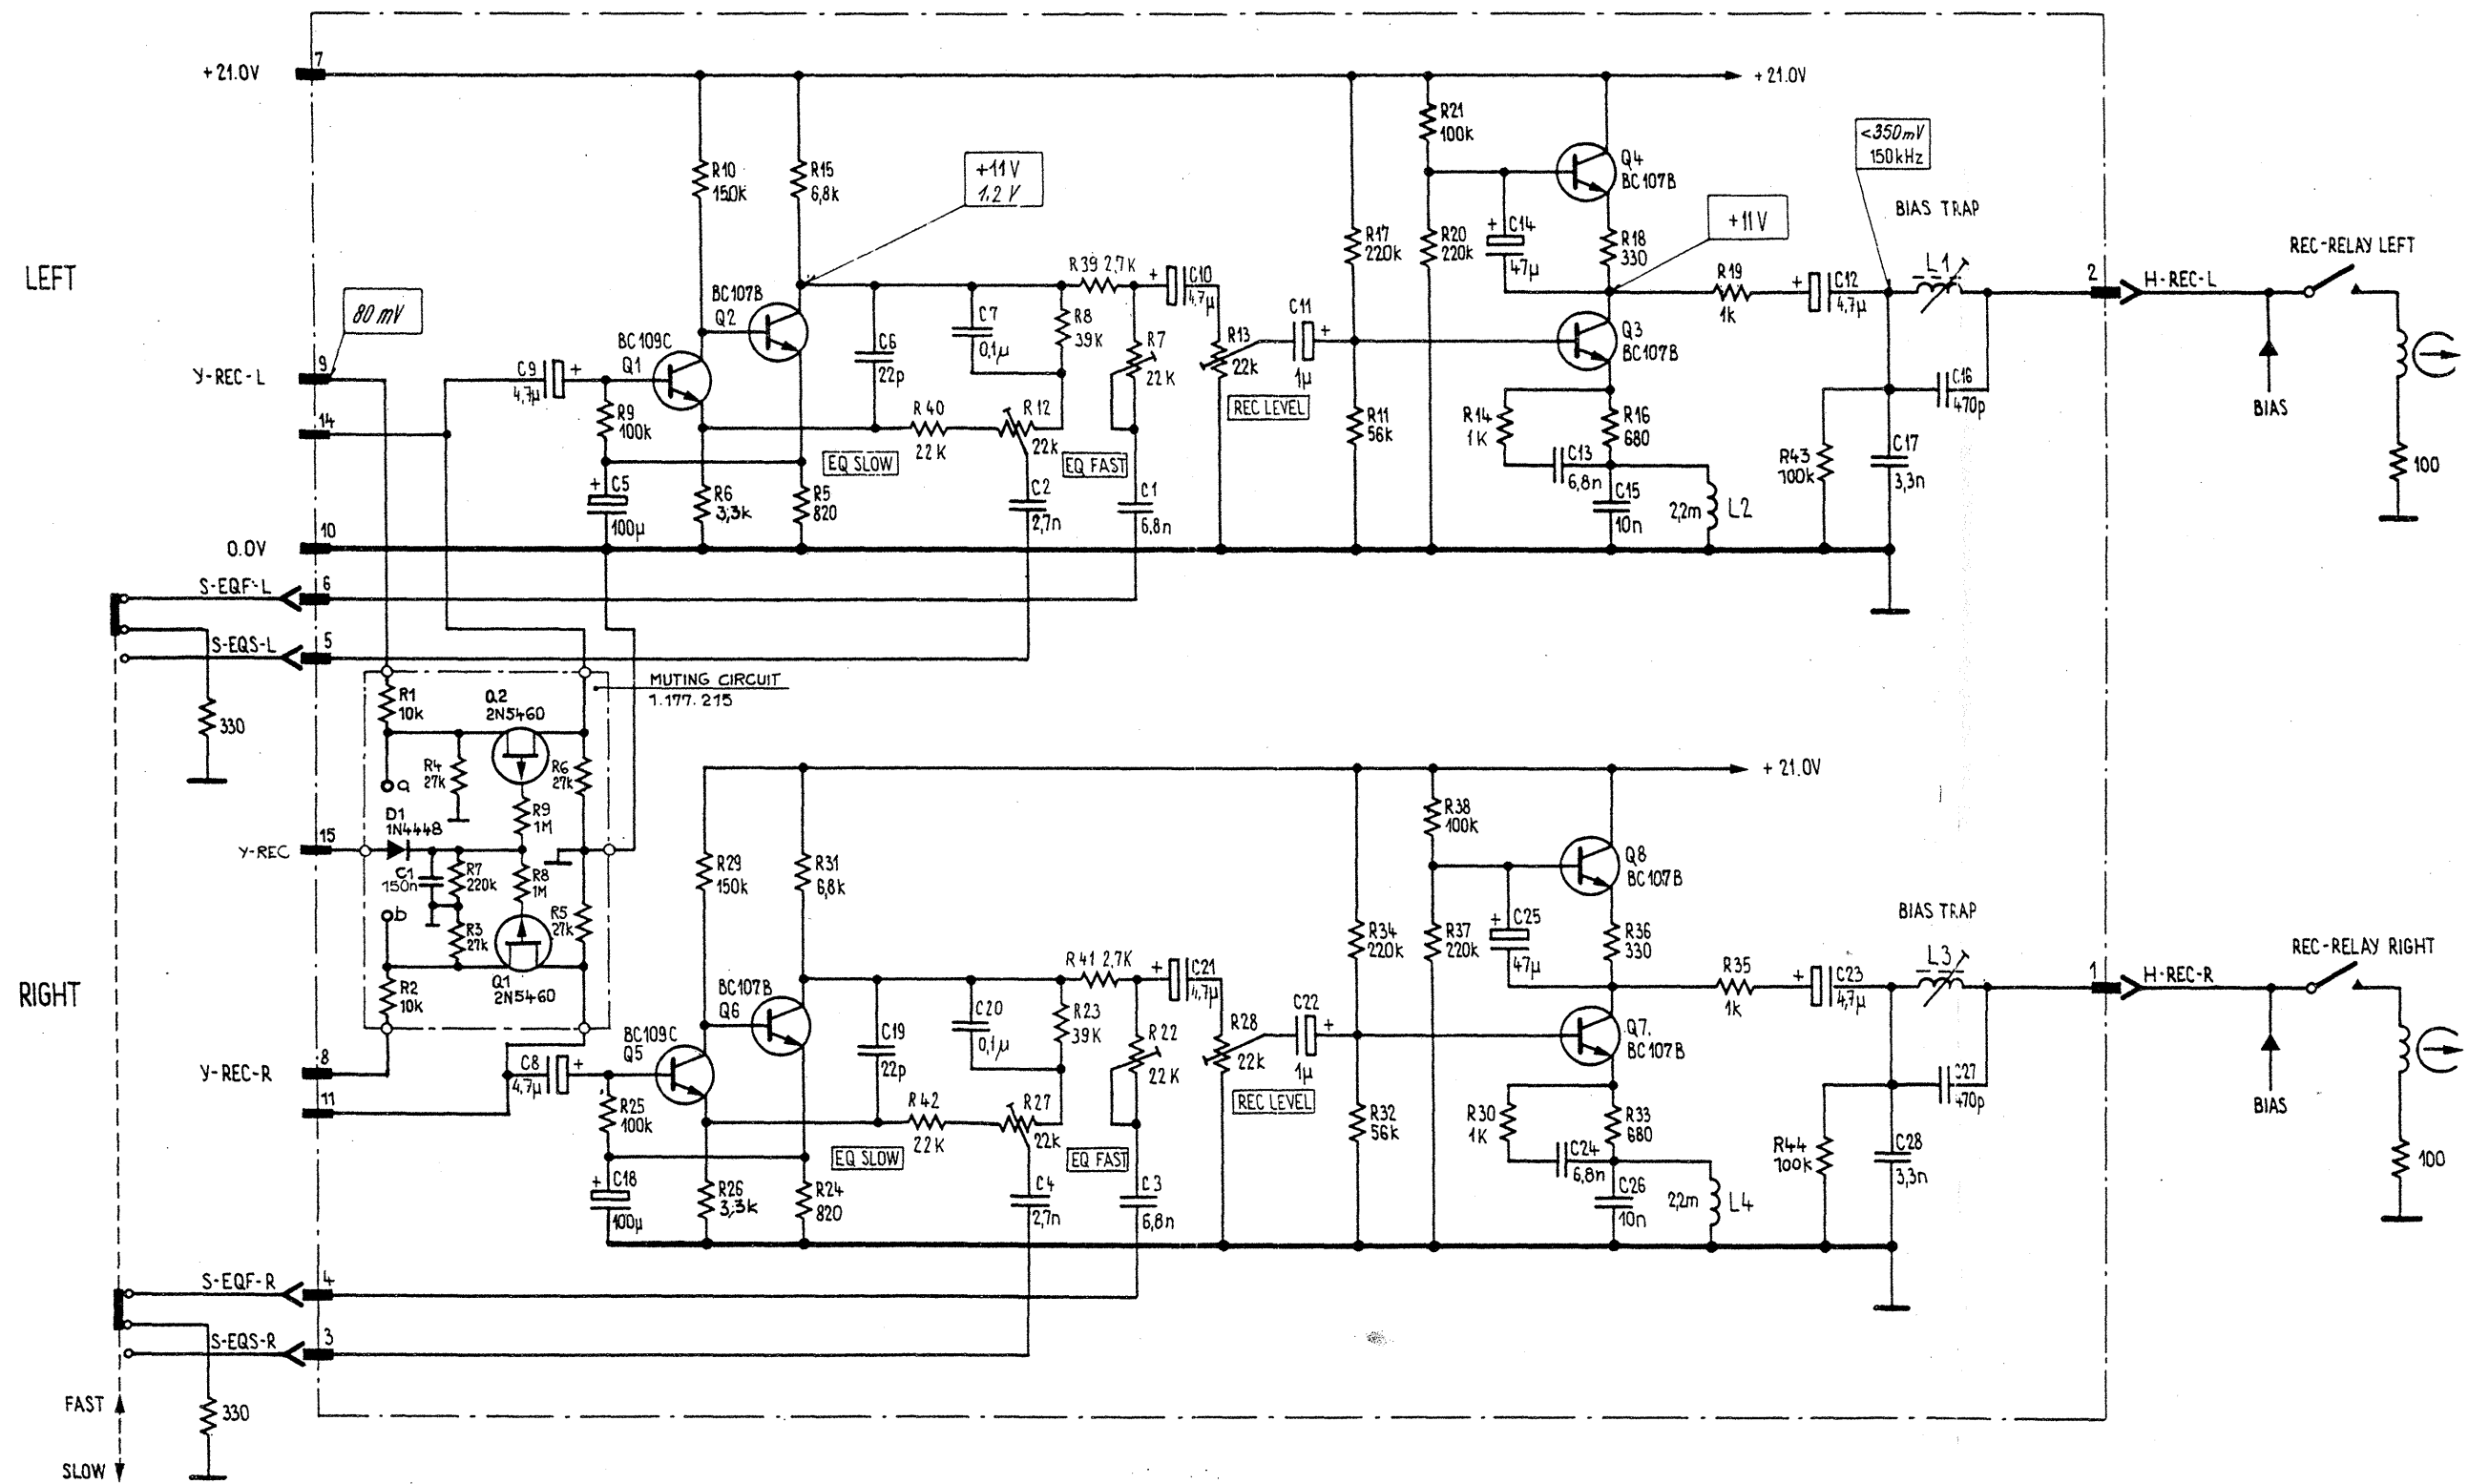 +21.0V
7
+21.0V
R10
150k
R15
6,8k
+11V
1.2V
R21
100k
Q4
BC107B
<350mV
150kHz
BIAS TRAP
L1
REC-RELAY LEFT
LEFT
80 mV
BC107B
Q2
BC109C
Q1
R39 2,7K
C10
4,7µ
C7
0,1µ
R8
39K
R7
22K
C6
22p
R17
220k
R20
220k
C14
47µ
R18
330
+11V
R19
1k
C12
4,7µ
2
H-REC-L
Y-REC-L
9
14
C9
4,7µ
R9
100k
R40
22K
R12
22k
R13
22k
C11
1µ
REC LEVEL
R11
56k
Q3
BC107B
R14
1K
R16
680
C13
6,8n
C15
10n
2,2m
L2
R43
100k
C16
470p
C17
3,3n
BIAS
100
EQ SLOW
EQ FAST
C5
100µ
R6
3,3k
R5
820
C2
2,7n
C1
6,8n
0.0V
10
S-EQF-L
6
S-EQS-L
5
330
MUTING CIRCUIT
1.177.215
R1
10k
Q2
2N5460
R4
27k
R6
27k
a
R9
1M
D1
1N4448
Y-REC
15
C1
150n
R7
220k
R8
1M
b
R3
27k
R5
27k
Q1
2N5460
R2
10k
RIGHT
Y-REC-R
8
11
+21.0V
R29
150k
R31
6,8k
R38
100k
Q8
BC107B
BIAS TRAP
L3
REC-RELAY RIGHT
BC107B
Q6
BC109C
Q5
R41 2,7K
C21
4,7µ
C20
0,1µ
R23
39K
R22
22K
C19
22p
R34
220k
R37
220k
C25
47µ
R36
330
R35
1k
C23
4,7µ
1
H-REC-R
C8
4,7µ
R25
100k
R42
22K
R27
22k
R28
22k
C22
1µ
REC LEVEL
R32
56k
Q7
BC107B
R30
1K
R33
680
C24
6,8n
C26
10n
2,2m
L4
R44
100k
C27
470p
C28
3,3n
BIAS
100
EQ SLOW
EQ FAST
C18
100µ
R26
3,3k
R24
820
C4
2,7n
C3
6,8n
S-EQF-R
4
S-EQS-R
3
330
FAST
SLOW